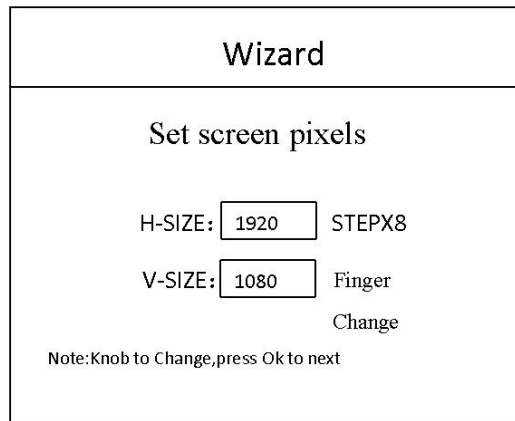 Wizard
Set screen pixels
H-SIZE: 1920 STEPX8
V-SIZE: 1080 Finger
Change
Note:Knob to Change,press Ok to next